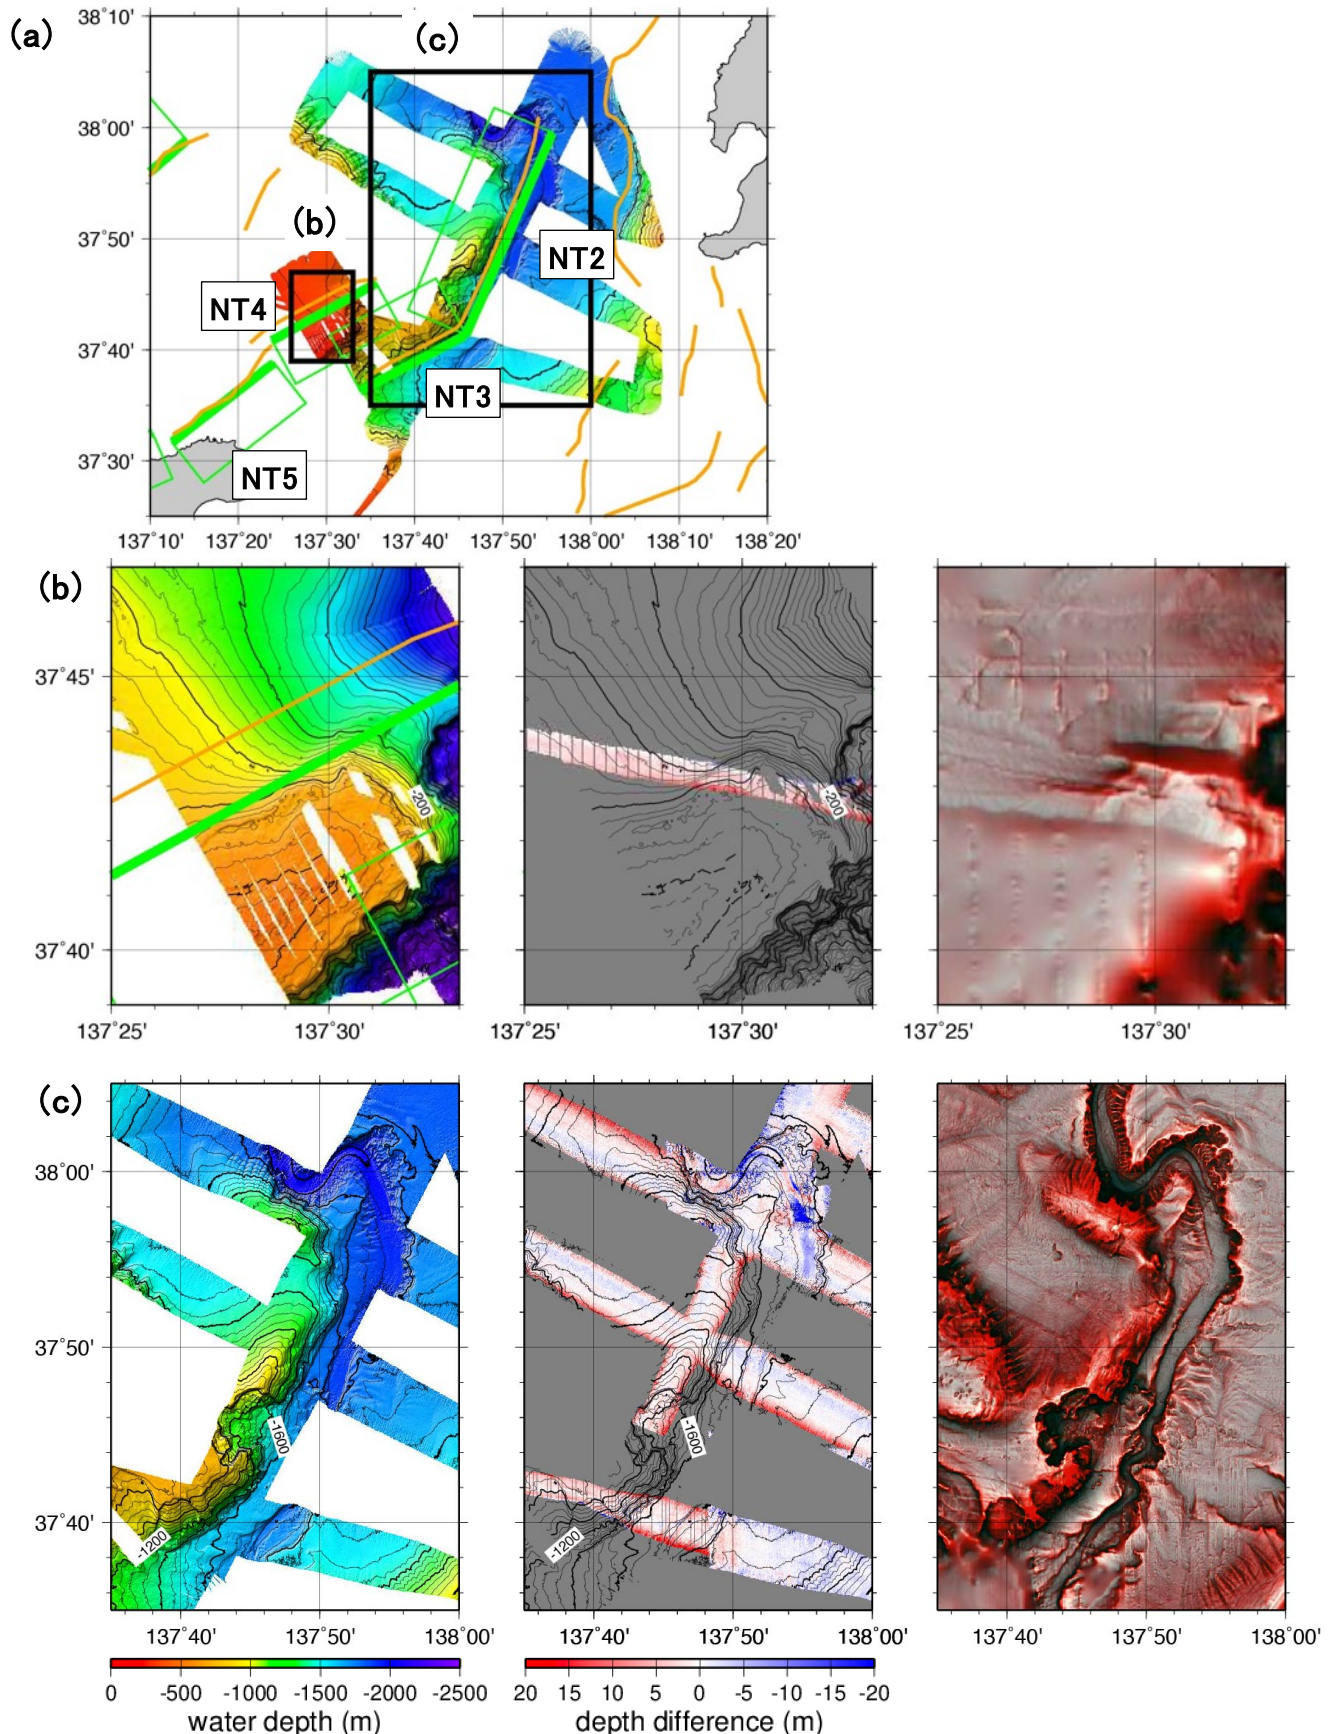 (a)
38°10'
(c)
38°00'
(b)
37°50'
NT2
NT4
37°40'
NT3
37°30'
NT5
137°10' 137°20' 137°30' 137°40' 137°50' 138°00' 138°10' 138°20'
(b)
37°45'
-200
-200
37°40'
137°25' 137°30' 137°25' 137°30' 137°25' 137°30'
(c)
38°00'
37°50'
-1600
-1600
37°40'
-1200
-1200
137°40' 137°50' 138°00' 137°40' 137°50' 138°00' 137°40' 137°50' 138°00'
0 -500 -1000 -1500 -2000 -2500
water depth (m)
20 15 10 5 0 -5 -10 -15 -20
depth difference (m)